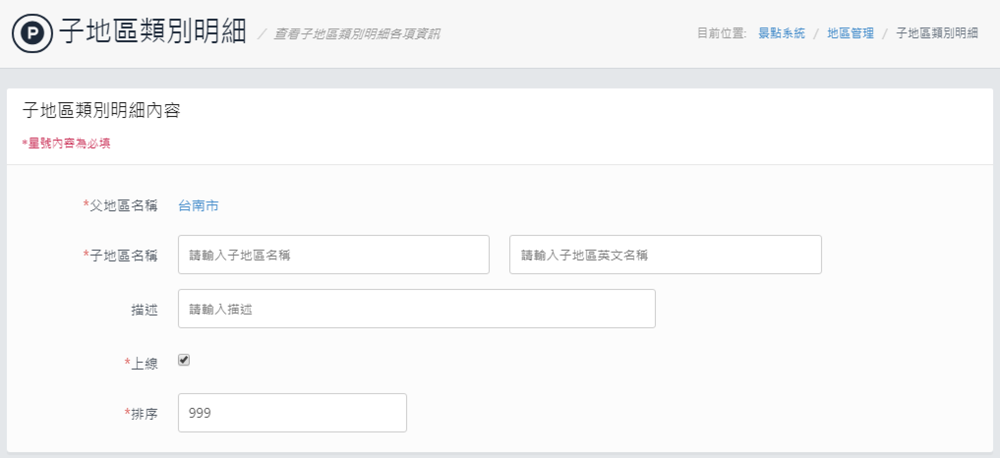 P 子地區類別明細 / 查看子地區類別明細各項資訊 目前位置: 景點系統 / 地區管理 / 子地區類別明細
子地區類別明細內容
*星號內容為必填
*父地區名稱 台南市
*子地區名稱 請輸入子地區名稱 請輸入子地區英文名稱
描述 請輸入描述
*上線
*排序 999